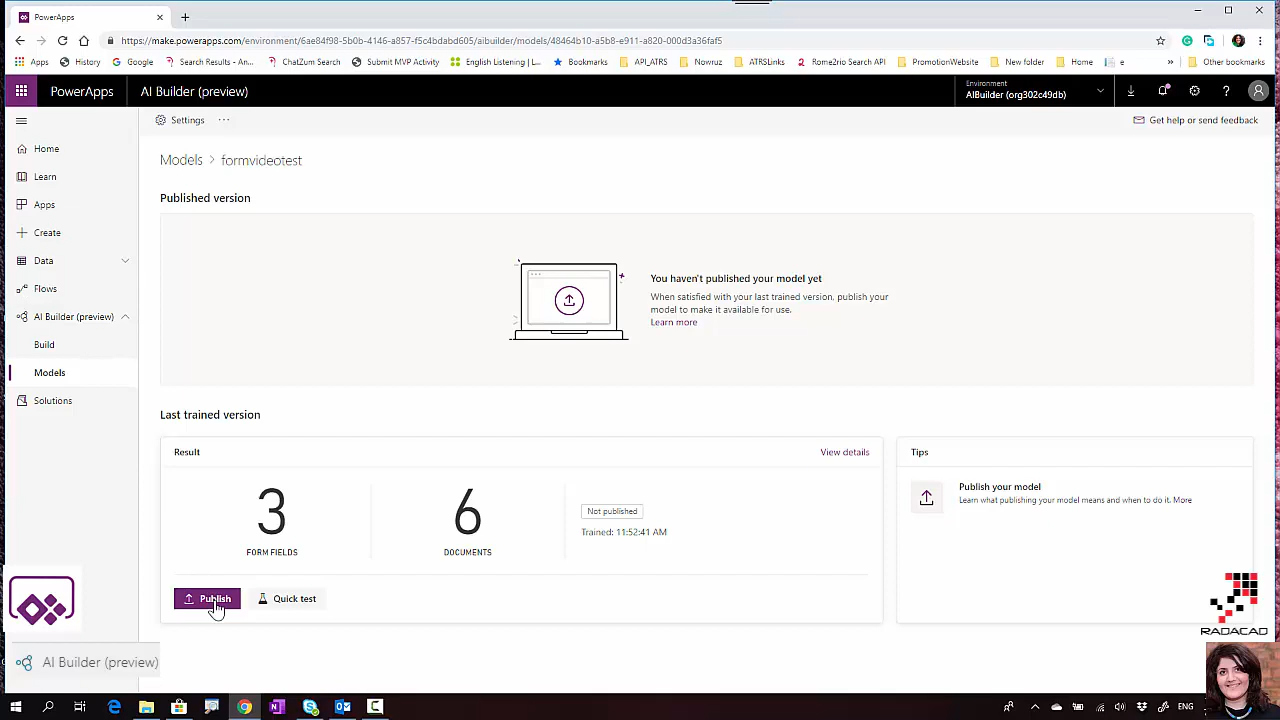 PowerApps
https://make.powerapps.com/environment/6ae84f98-5b0b-4146-a857-f5c4bdabd605/aibuilder/models/48464b10-a5b8-e911-a820-000d3a36faf5
Apps History Google Search Results - An... ChatZum Search Submit MVP Activity English Listening | L... Bookmarks API_ATRS Nowruz ATRSLinks Rome2rio Search API PromotionWebsite New folder Home e » Other bookmarks
PowerApps AI Builder (preview)
Environment
AIBuilder (org302c49db)
Settings ···
Get help or send feedback
Home
Learn
Apps
Create
Data
Flows
AI Builder (preview)
Build
Models
Solutions
Models > formvideotest
Published version
You haven't published your model yet
When satisfied with your last trained version, publish your
model to make it available for use.
Learn more
Last trained version
Result
View details
3
FORM FIELDS
6
DOCUMENTS
Not published
Trained: 11:52:41 AM
Publish
Quick test
Tips
Publish your model
Learn what publishing your model means and when to do it. More
AI Builder (preview)
RADACAD
ENG